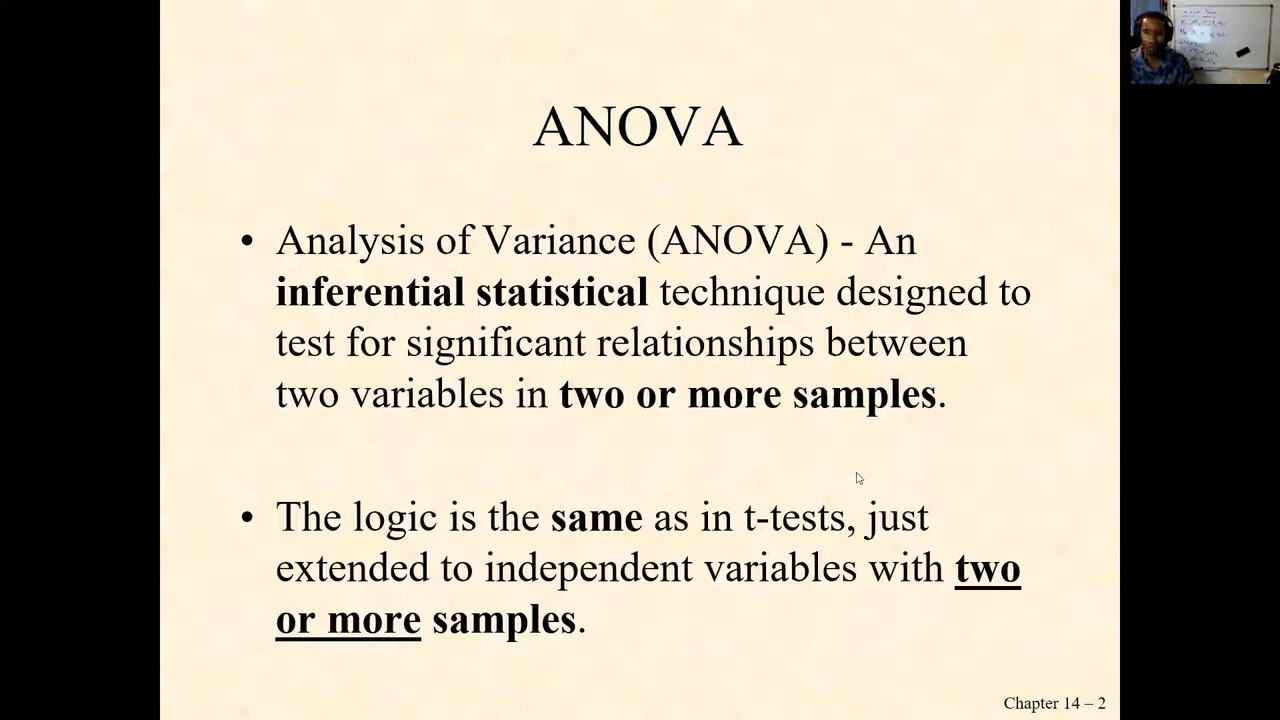 ANOVA
• Analysis of Variance (ANOVA) - An
inferential statistical technique designed to
test for significant relationships between
two variables in two or more samples.
• The logic is the same as in t-tests, just
extended to independent variables with two
or more samples.
Chapter 14 – 2